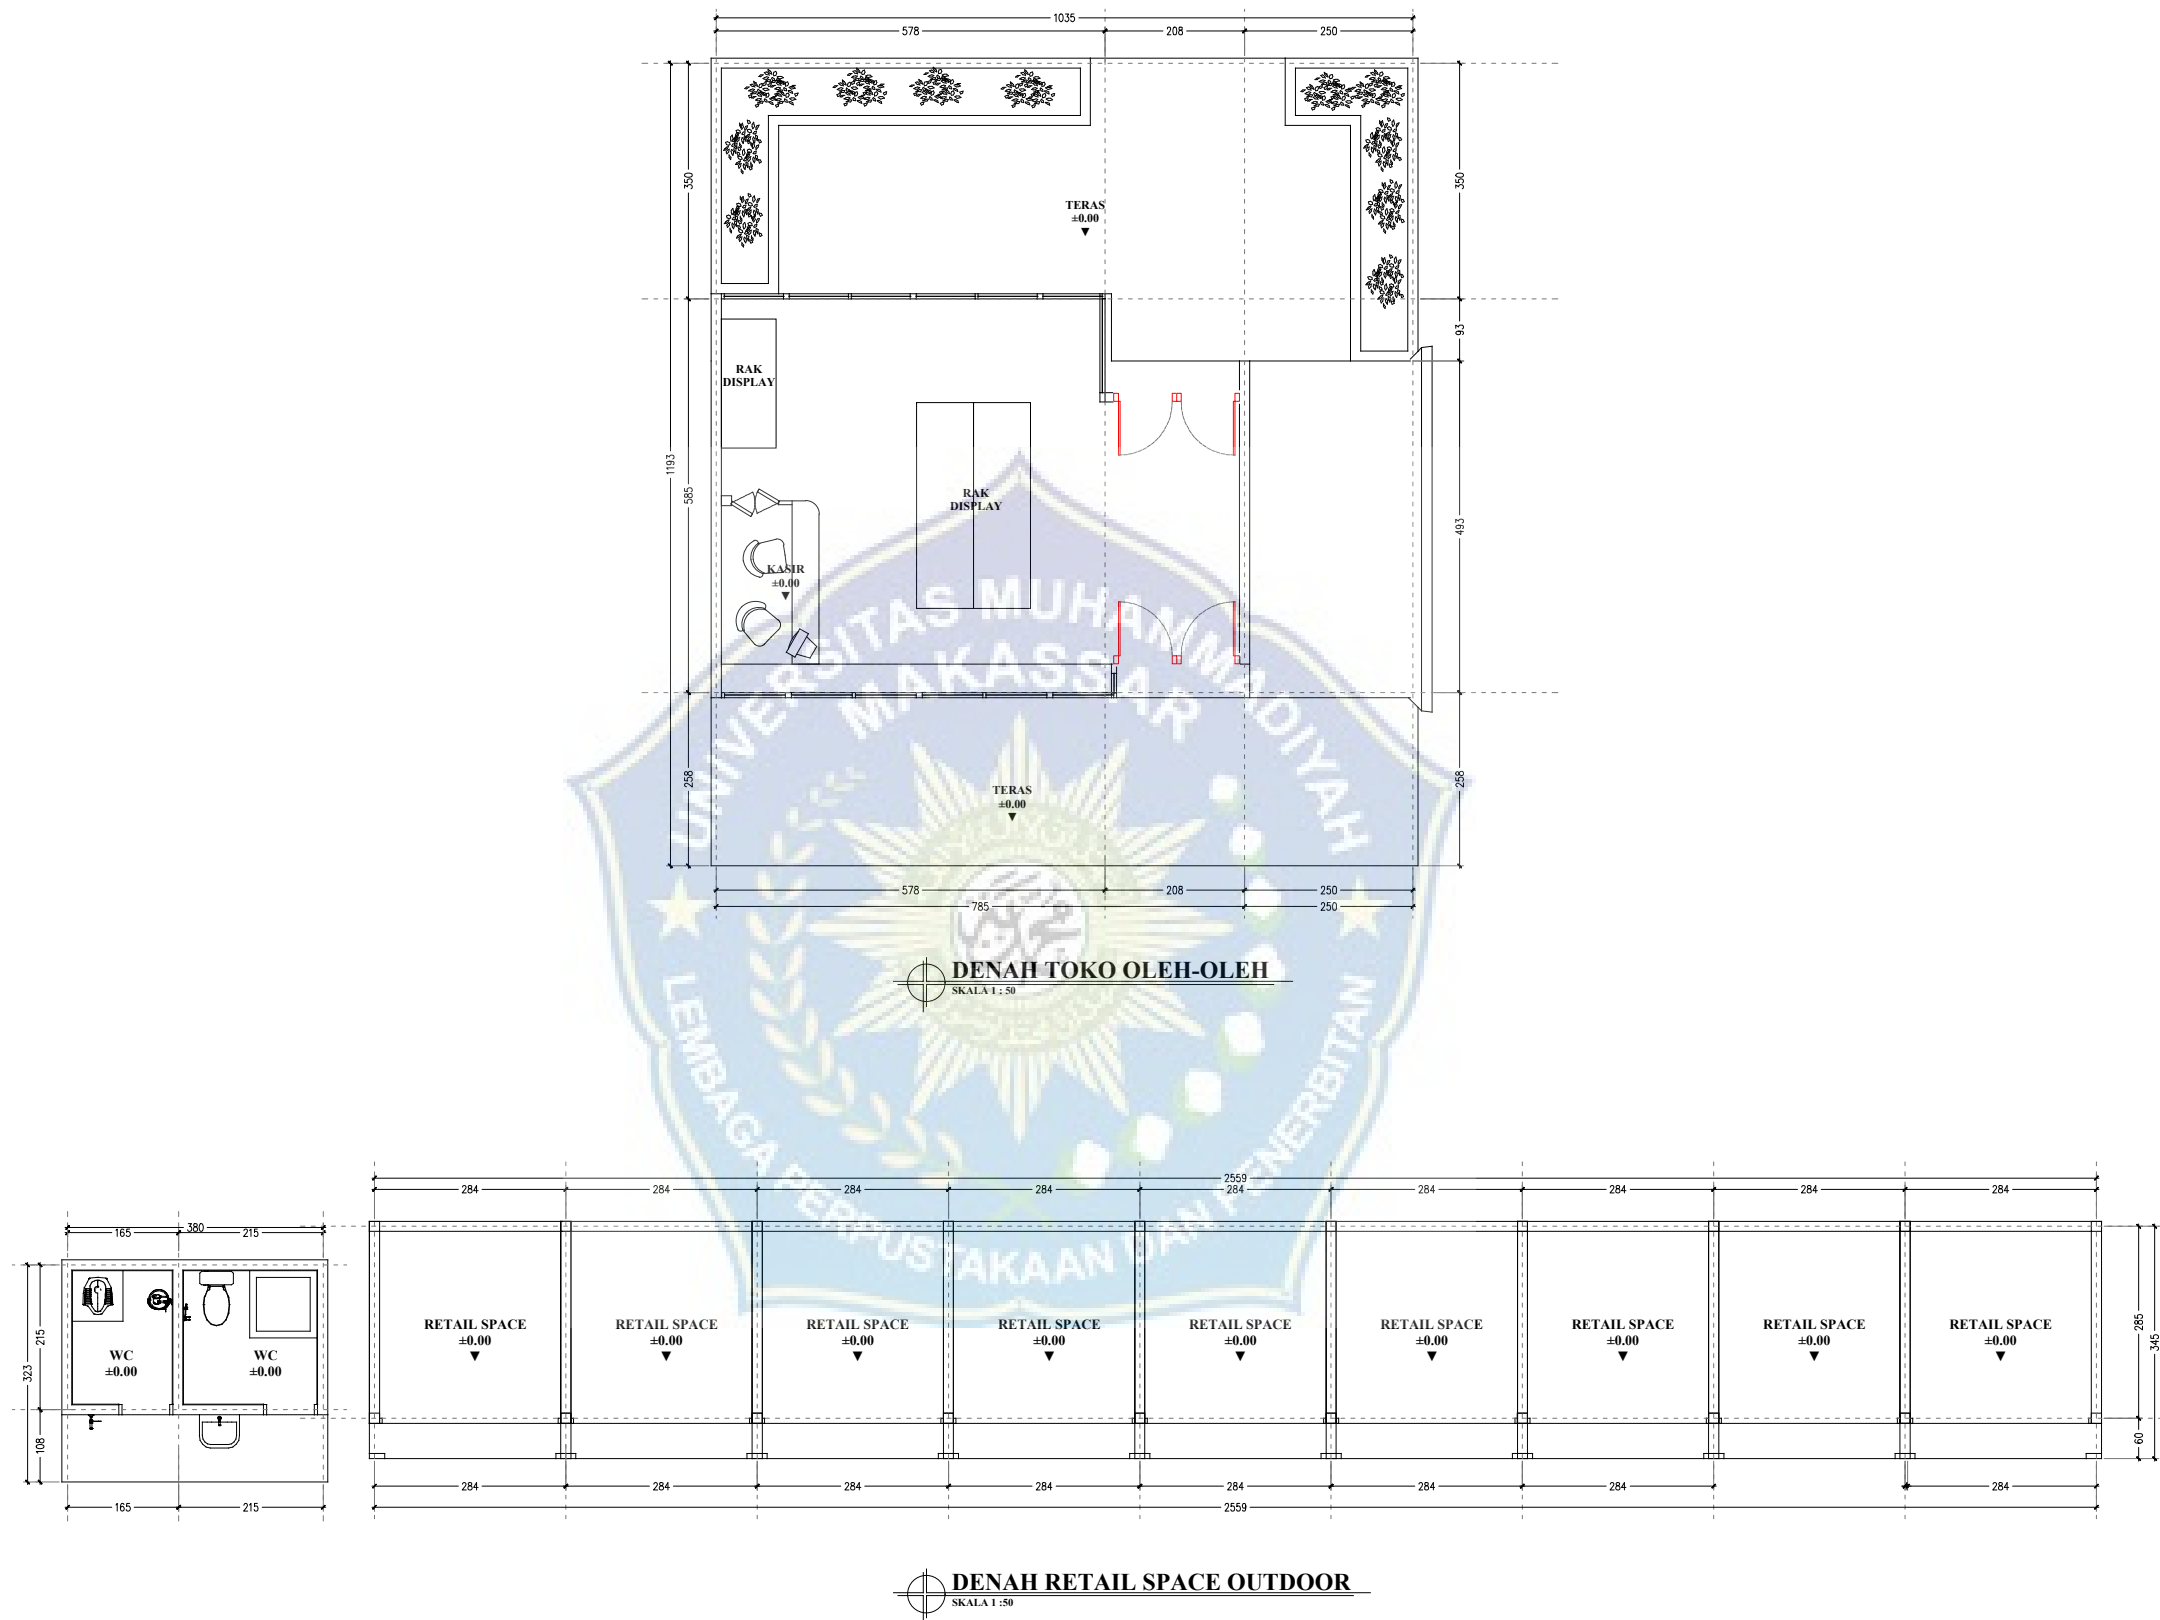 1035
578 208 250
350 350
TERAS
±0.00
93
RAK
DISPLAY
1193
585
RAK
DISPLAY
493
KASIR
±0.00
258 258
TERAS
±0.00
578 208 250
785 250
DENAH TOKO OLEH-OLEH
SKALA 1 : 50
UNIVERSITAS MUHAMMADIYAH
MAKASSAR
LEMBAGA PERPUSTAKAAN DAN PENERBITAN
2559
284 284 284 284 284 284 284 284 284
380
165 215
323
215
108
WC
±0.00
WC
±0.00
165 215
RETAIL SPACE
±0.00
RETAIL SPACE
±0.00
RETAIL SPACE
±0.00
RETAIL SPACE
±0.00
RETAIL SPACE
±0.00
RETAIL SPACE
±0.00
RETAIL SPACE
±0.00
RETAIL SPACE
±0.00
RETAIL SPACE
±0.00
285
345
60
284 284 284 284 284 284 284 284
2559
DENAH RETAIL SPACE OUTDOOR
SKALA 1 :50